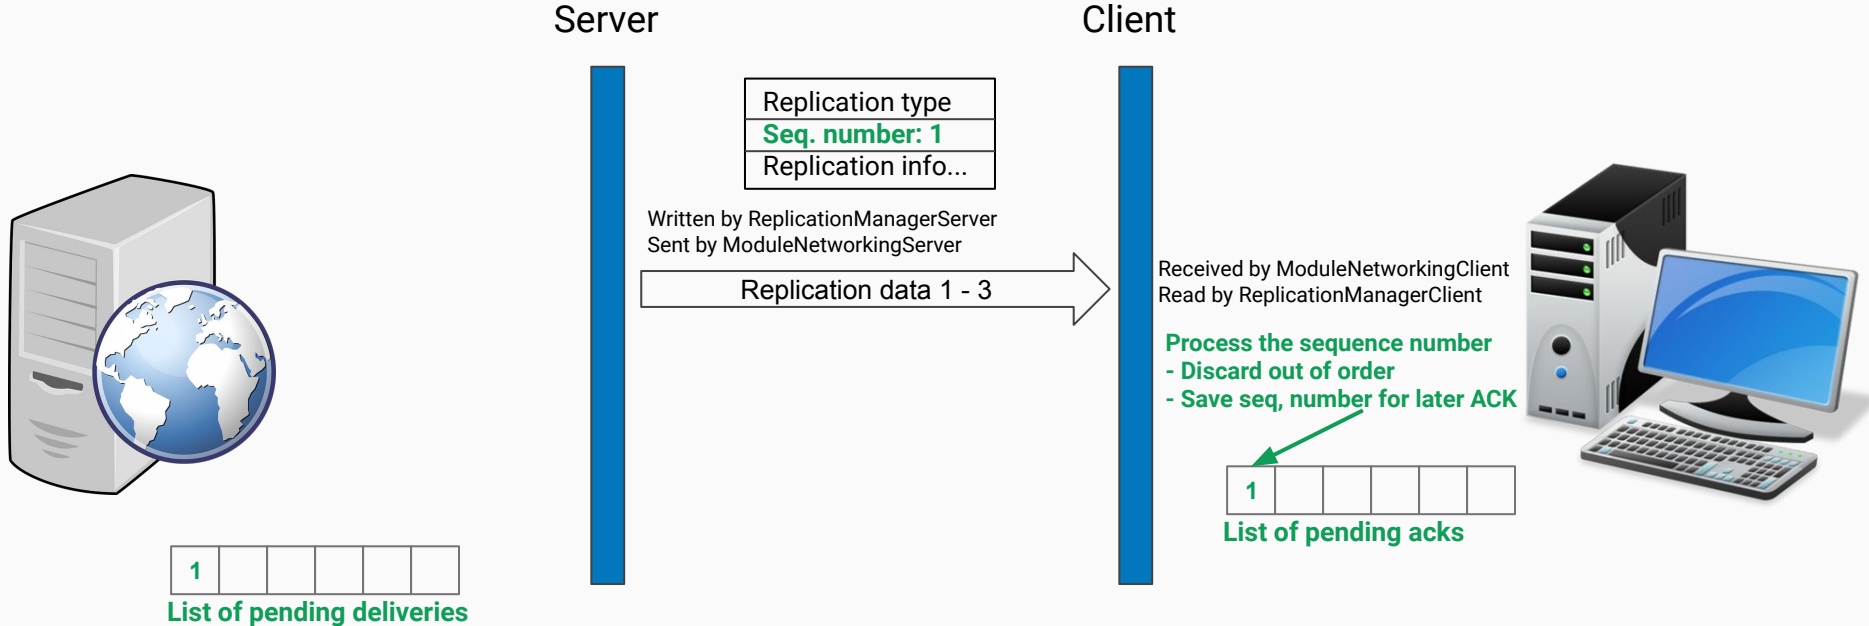 Server
Client
Replication type
Seq. number: 1
Replication info...
Written by ReplicationManagerServer
Sent by ModuleNetworkingServer
Replication data 1 - 3
Received by ModuleNetworkingClient
Read by ReplicationManagerClient
Process the sequence number
- Discard out of order
- Save seq, number for later ACK
1
List of pending acks
1
List of pending deliveries